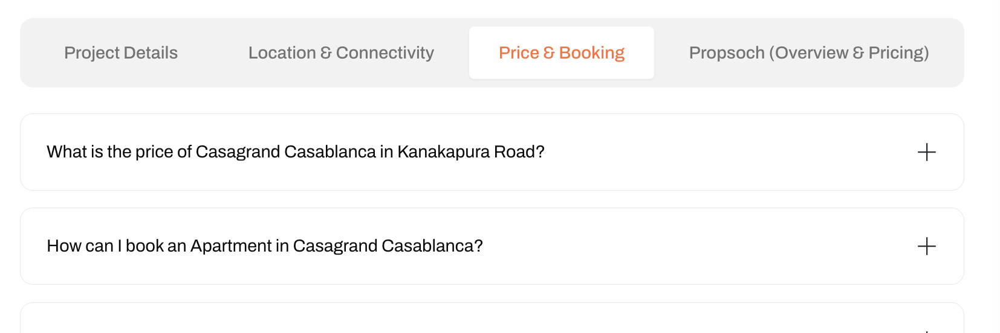 Project Details
Location & Connectivity
Price & Booking
Propsoch (Overview & Pricing)
What is the price of Casagrand Casablanca in Kanakapura Road?
How can I book an Apartment in Casagrand Casablanca?